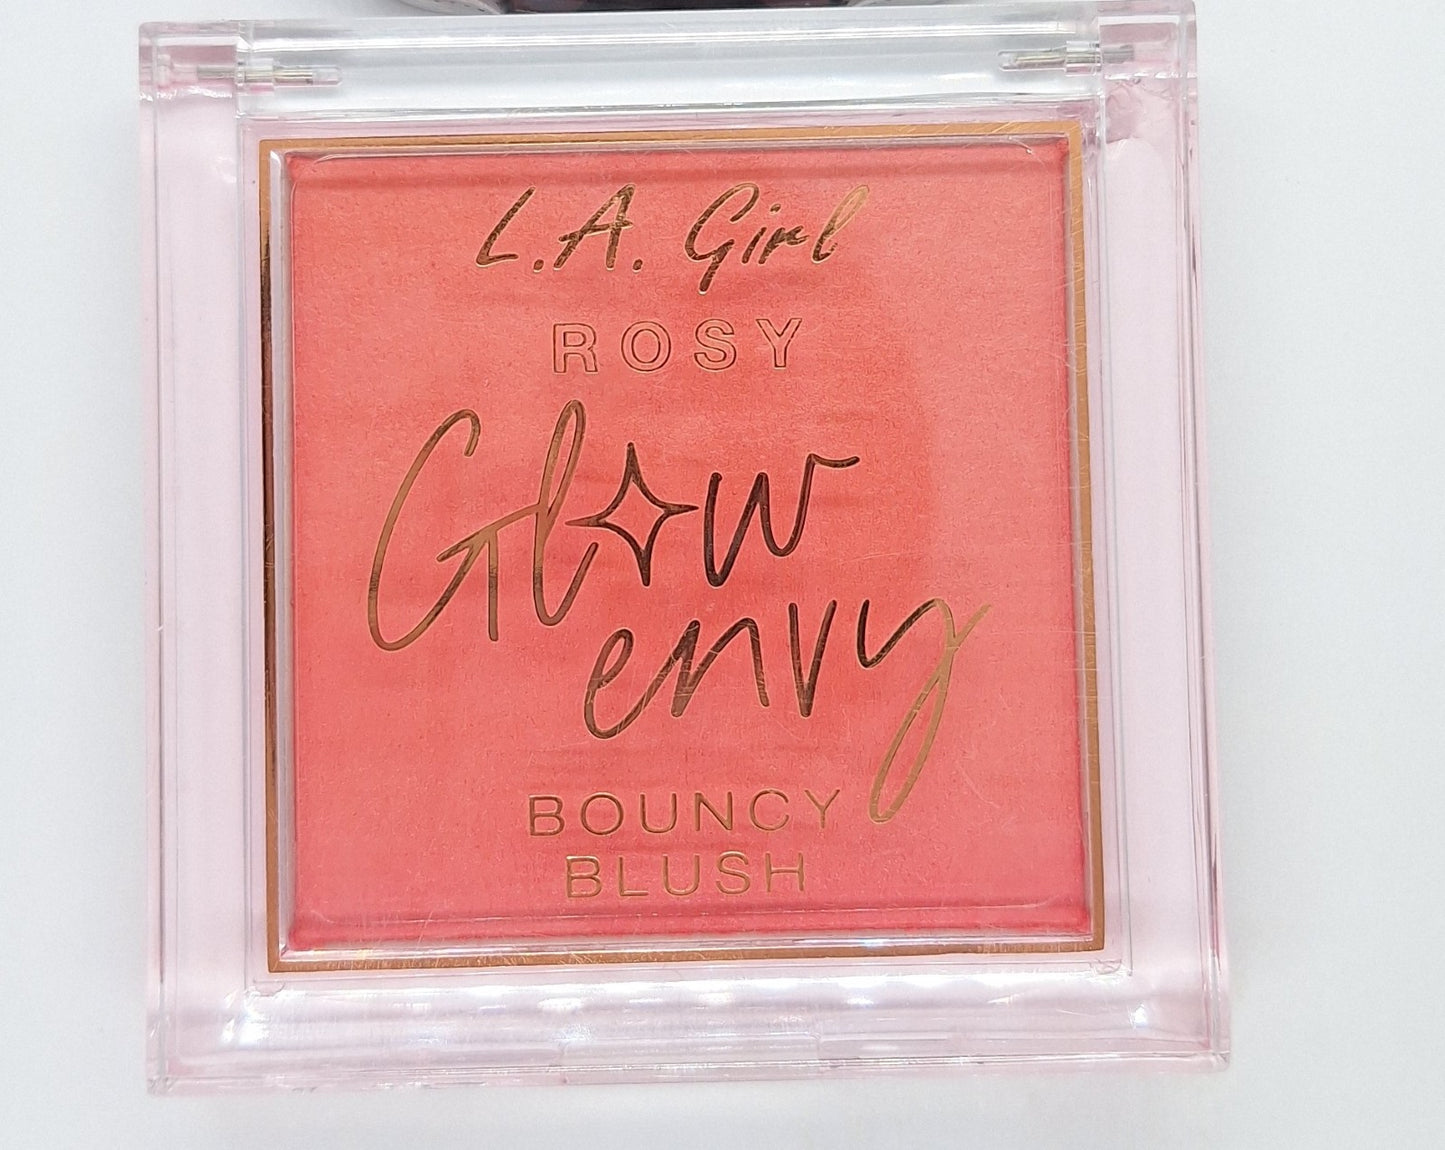 L.A. Girl
ROSY
Glow
envy
BOUNCY
BLUSH